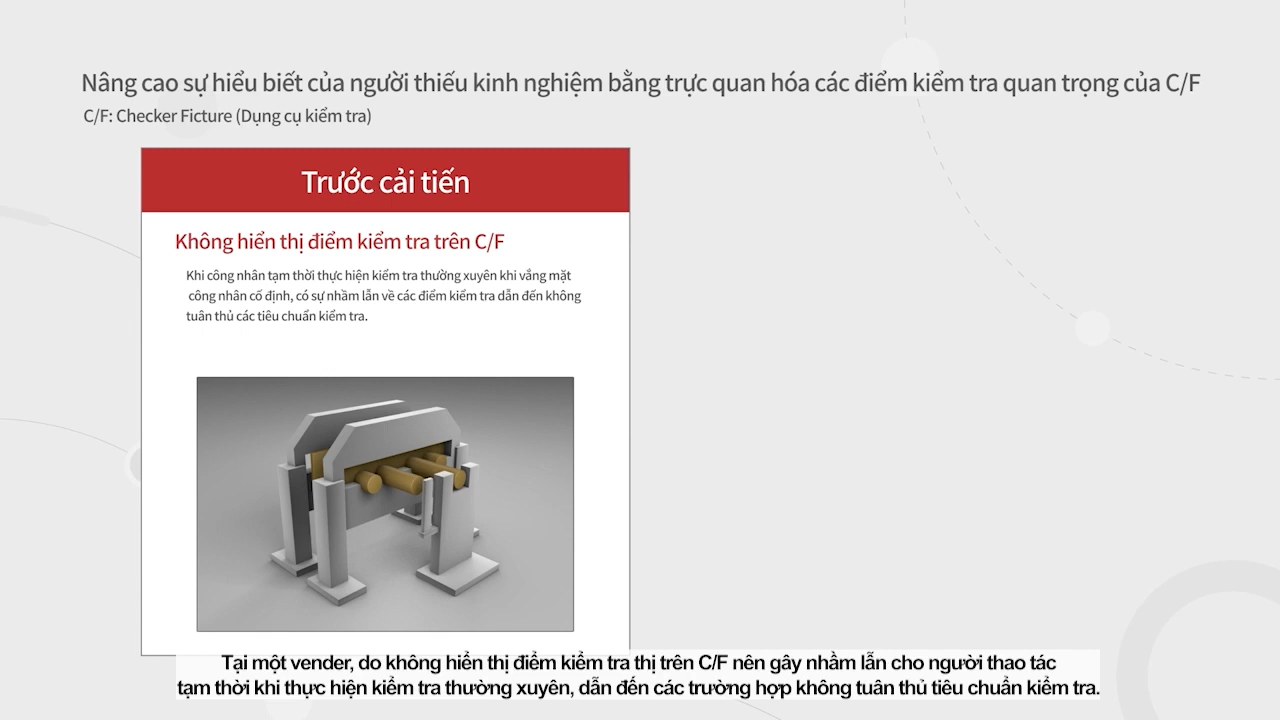 Nâng cao sự hiểu biết của người thiếu kinh nghiệm bằng trực quan hóa các điểm kiểm tra quan trọng của C/F
C/F: Checker Ficture (Dụng cụ kiểm tra)
Trước cải tiến
Không hiển thị điểm kiểm tra trên C/F
Khi công nhân tạm thời thực hiện kiểm tra thường xuyên khi vắng mặt
công nhân cố định, có sự nhầm lẫn về các điểm kiểm tra dẫn đến không
tuân thủ các tiêu chuẩn kiểm tra.
Tại một vender, do không hiển thị điểm kiểm tra thị trên C/F nên gây nhầm lẫn cho người thao tác
tạm thời khi thực hiện kiểm tra thường xuyên, dẫn đến các trường hợp không tuân thủ tiêu chuẩn kiểm tra.